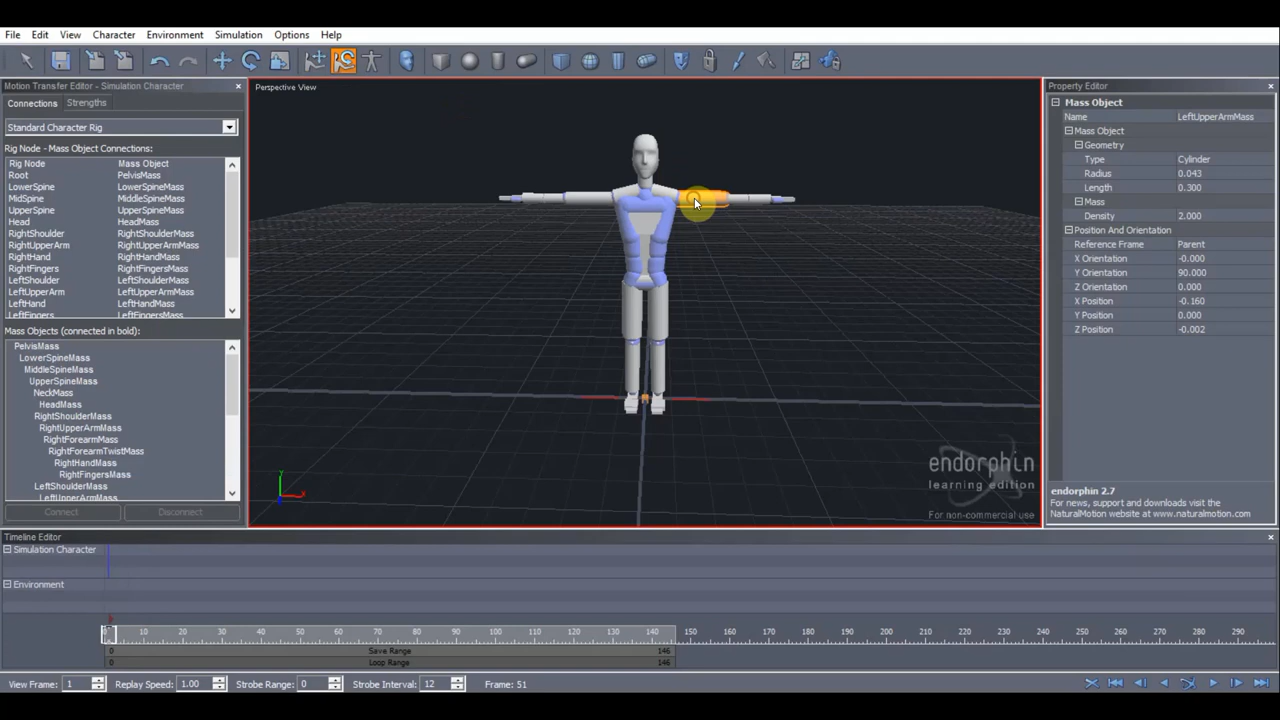 File Edit View Character Environment Simulation Options Help
Motion Transfer Editor - Simulation Character
Connections Strengths
Standard Character Rig
Rig Node - Mass Object Connections:
Rig Node Mass Object
Root PelvisMass
LowerSpine LowerSpineMass
MidSpine MiddleSpineMass
UpperSpine UpperSpineMass
Head HeadMass
RightShoulder RightShoulderMass
RightUpperArm RightUpperArmMass
RightHand RightHandMass
RightFingers RightFingersMass
LeftShoulder LeftShoulderMass
LeftUpperArm LeftUpperArmMass
LeftHand LeftHandMass
LeftFingers LeftFingersMass
Mass Objects (connected in bold):
PelvisMass
LowerSpineMass
MiddleSpineMass
UpperSpineMass
NeckMass
HeadMass
RightShoulderMass
RightUpperArmMass
RightForearmMass
RightForearmTwistMass
RightHandMass
RightFingersMass
LeftShoulderMass
LeftUpperArmMass
Connect Disconnect
Perspective View
endorphin
learning edition
For non-commercial use
Property Editor
Mass Object
Name LeftUpperArmMass
Mass Object
Geometry
Type Cylinder
Radius 0.043
Length 0.300
Mass
Density 2.000
Position And Orientation
Reference Frame Parent
X Orientation -0.000
Y Orientation 90.000
Z Orientation 0.000
X Position -0.160
Y Position 0.000
Z Position -0.002
endorphin 2.7
For news, support and downloads visit the
NaturalMotion website at www.naturalmotion.com
Timeline Editor
Simulation Character
Environment
0 10 20 30 40 50 60 70 80 90 100 110 120 130 140 150 160 170 180 190 200 210 220 230 240 250 260 270 280 290
0 Save Range 146
0 Loop Range 146
View Frame: 1 Replay Speed: 1.00 Strobe Range: 0 Strobe Interval: 12 Frame: 51